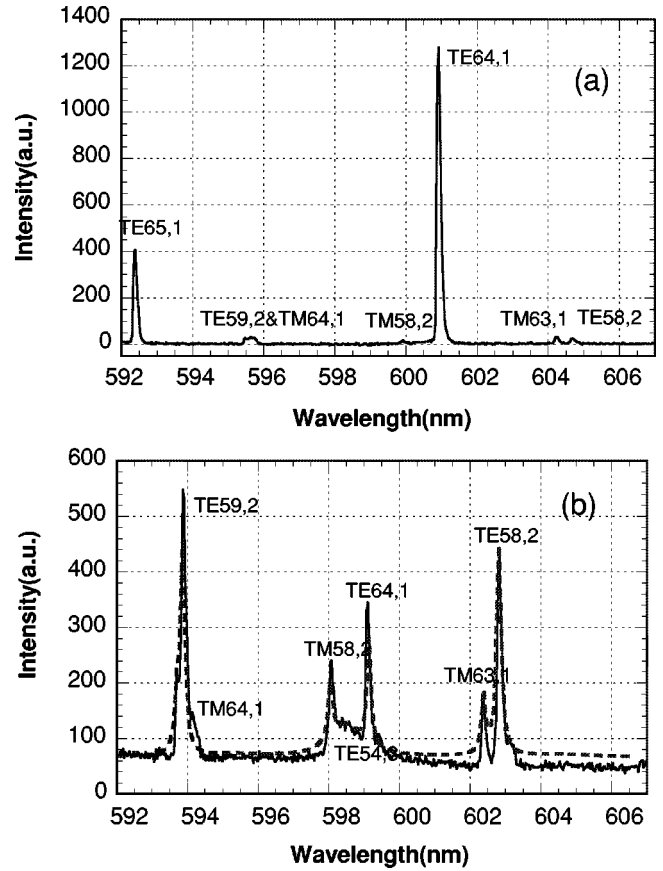 1400
1200
1000
800
600
400
200
0
Intensity(a.u.)
TE64,1
(a)
TE65,1
TE59,2&TM64,1
TM58,2
TM63,1
TE58,2
592 594 596 598 600 602 604 606
Wavelength(nm)
600
500
400
300
200
100
0
Intensity(a.u.)
(b)
TE59,2
TE58,2
TE64,1
TM58,2
TM63,1
TM64,1
592 594 596 598 600 602 604 606
Wavelength(nm)